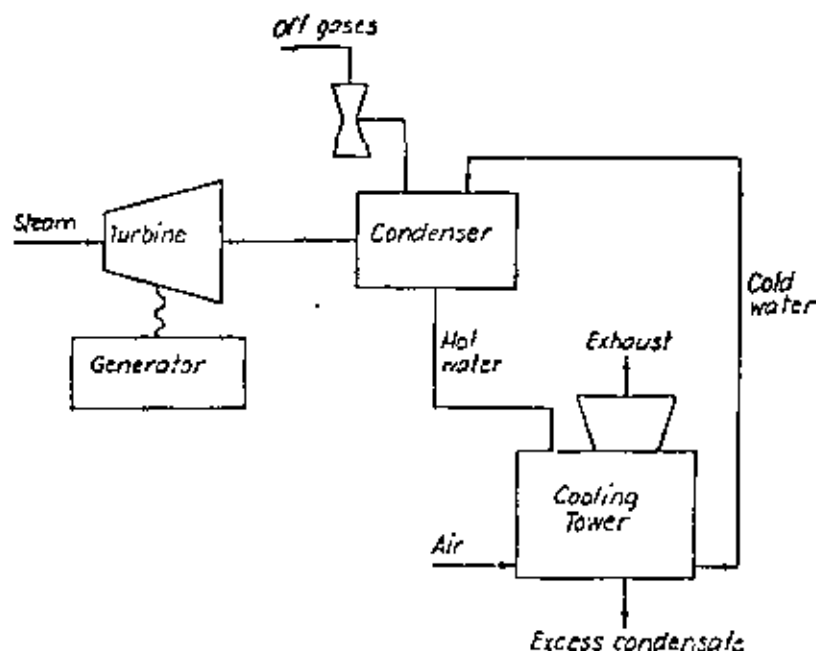 Off gases
Steam
Turbine
Condenser
Generator
Hot
water
Cold
water
Exhaust
Cooling
Tower
Air
Excess condensate